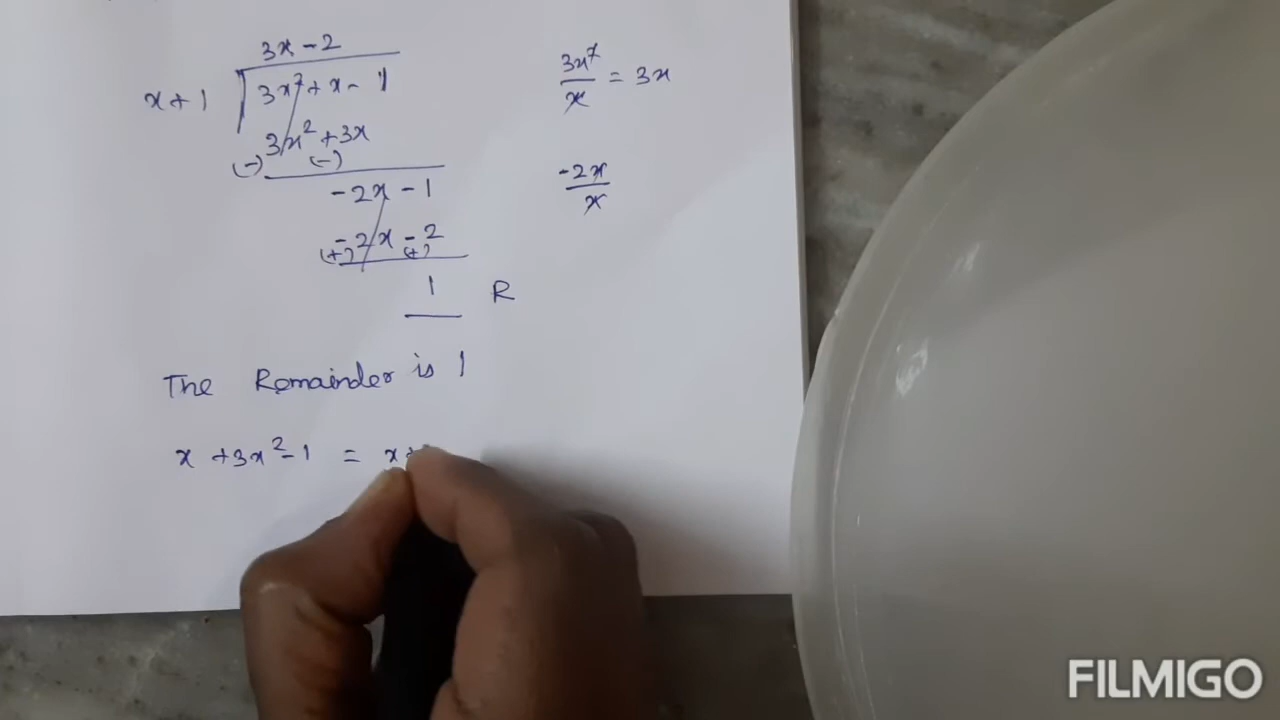 3x - 2
x + 1 3x² + x - 1
3x² + 3x
(-) (-)
-2x - 1
-2x - 2
(+) (+)
1 R
3x²/x = 3x
-2x/x
The Remainder is 1
x + 3x² - 1 = x +
FILMIGO